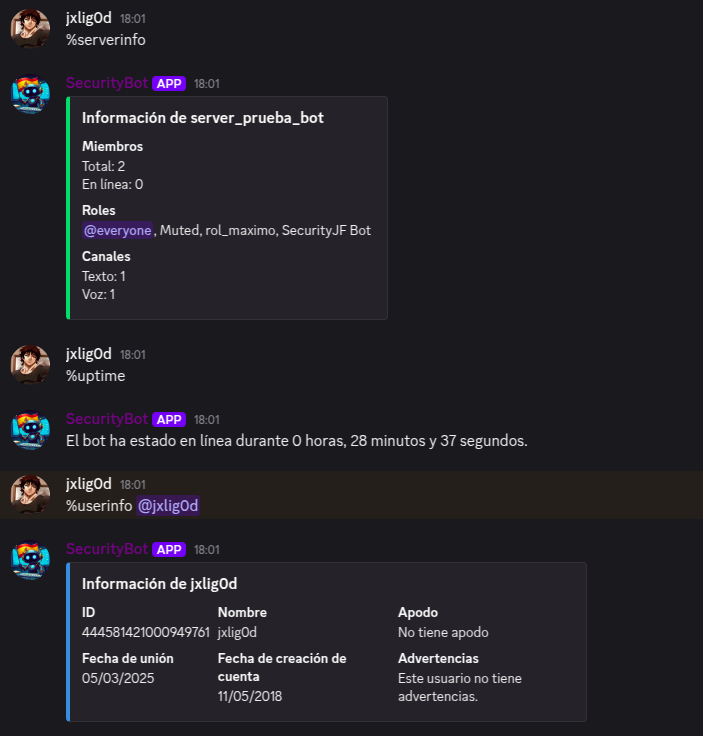 jxlig0d 18:01
%serverinfo
SecurityBot APP 18:01
Información de server_prueba_bot
Miembros
Total: 2
En línea: 0
Roles
@everyone, Muted, rol_maximo, SecurityJF Bot
Canales
Texto: 1
Voz: 1
jxlig0d 18:01
%uptime
SecurityBot APP 18:01
El bot ha estado en línea durante 0 horas, 28 minutos y 37 segundos.
jxlig0d 18:01
%userinfo @jxlig0d
SecurityBot APP 18:01
Información de jxlig0d
ID
444581421000949761
Nombre
jxlig0d
Apodo
No tiene apodo
Fecha de unión
05/03/2025
Fecha de creación de
cuenta
11/05/2018
Advertencias
Este usuario no tiene
advertencias.